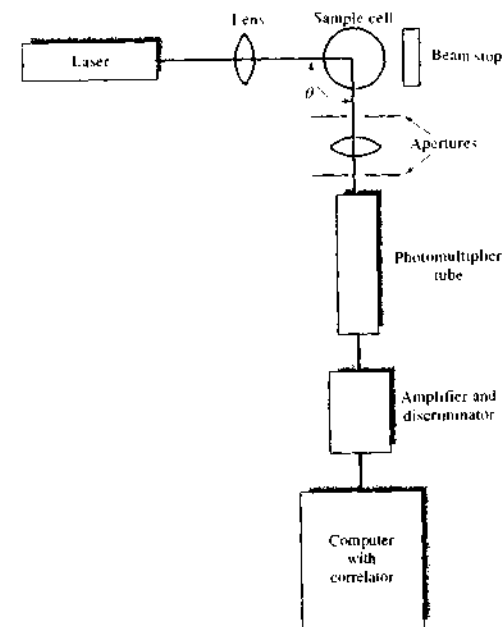 Lens
Sample cell
Laser
Beam stop
θ
Apertures
Photomultiplier
tube
Amplifier and
discriminator
Computer
with
correlator